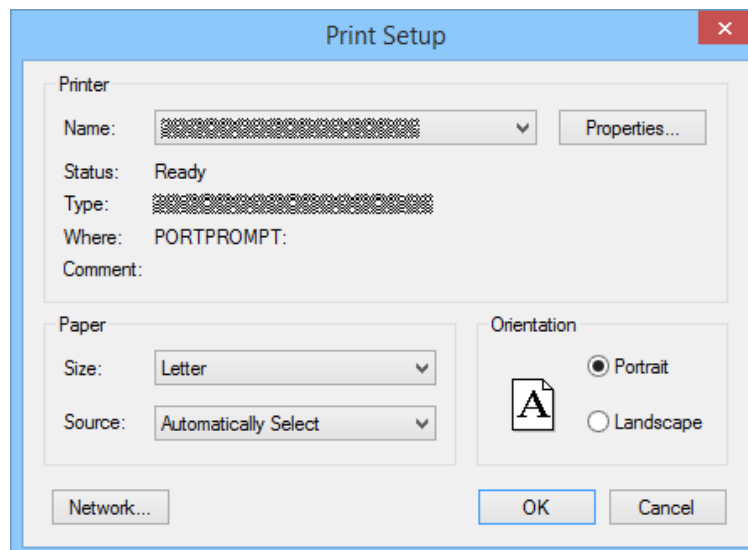 Print Setup
Printer
Name:
Properties...
Status: Ready
Type:
Where: PORTPROMPT:
Comment:
Paper
Size: Letter
Source: Automatically Select
Orientation
A
Portrait
Landscape
Network...
OK
Cancel